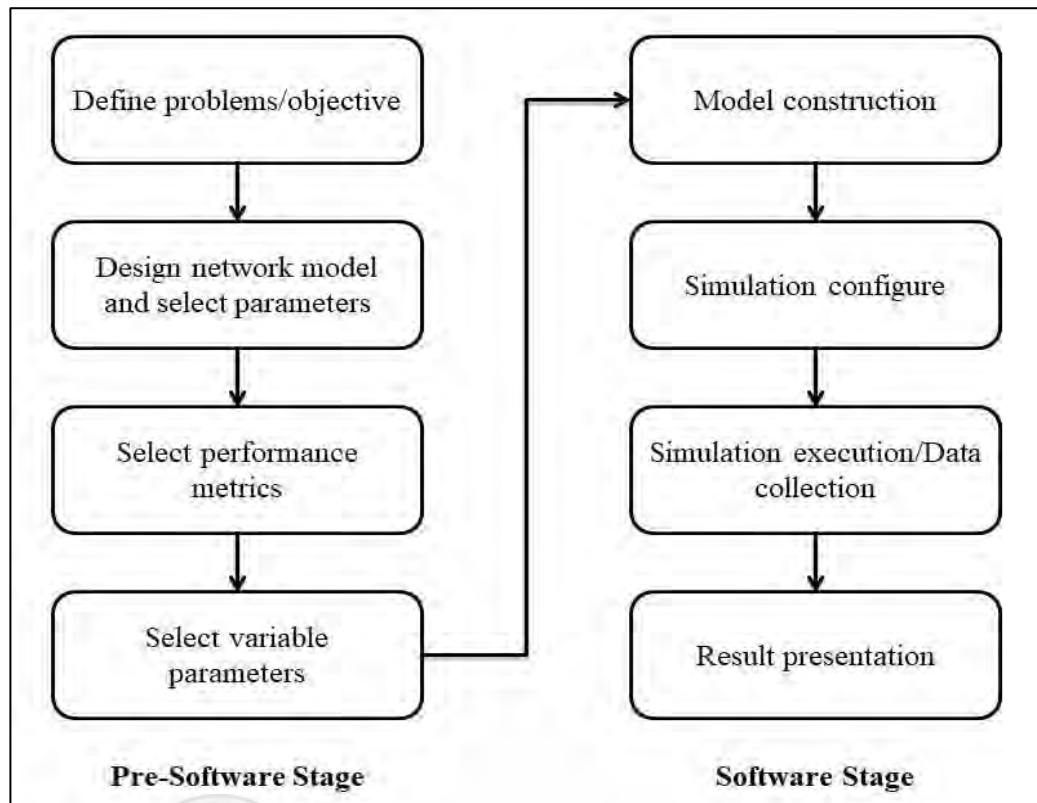 Define problems/objective
Design network model
and select parameters
Select performance
metrics
Select variable
parameters
Pre-Software Stage
Model construction
Simulation configure
Simulation execution/Data
collection
Result presentation
Software Stage